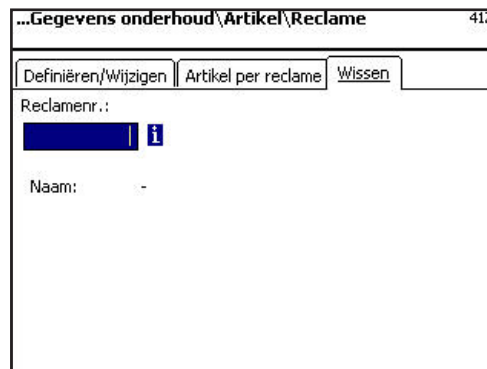 ...Gegevens onderhoud\Artikel\Reclame
Definiëren/Wijzigen Artikel per reclame Wissen
Reclamenr.:
i
Naam: -